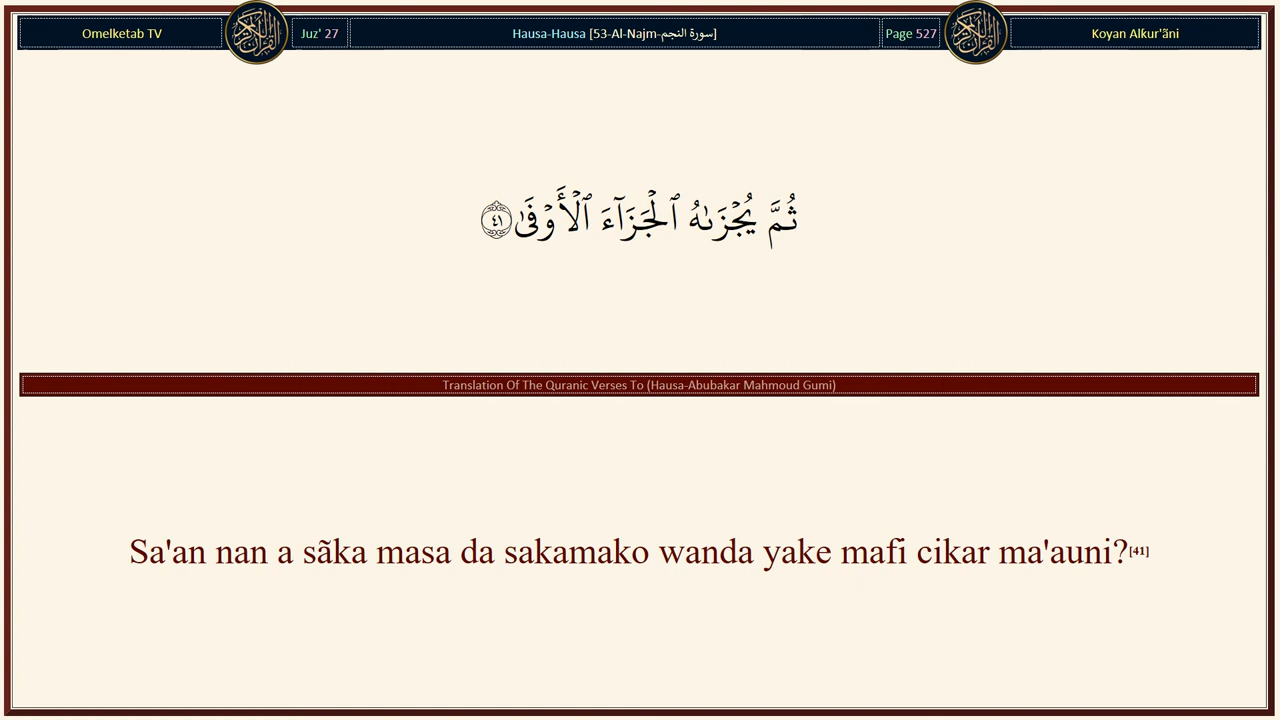 Omelketab TV
Juz' 27
Hausa-Hausa [53-Al-Najm-سورة النجم]
Page 527
Koyan Alƙur'ãni
ثُمَّ يُجۡزَىٰهُ ٱلۡجَزَآءَ ٱلۡأَوۡفَىٰ ٤١
Translation Of The Quranic Verses To (Hausa-Abubakar Mahmoud Gumi)
Sa'an nan a sãka masa da sakamako wanda yake mafi cikar ma'auni?[41]